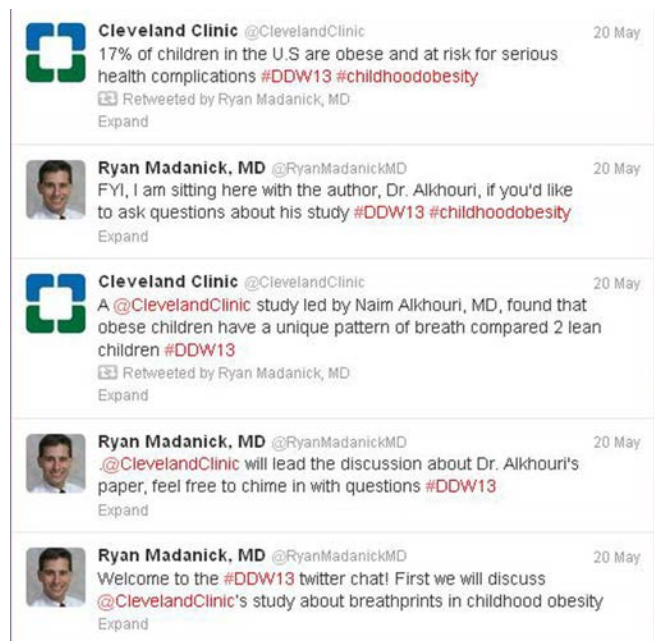 Cleveland Clinic @ClevelandClinic 20 May
17% of children in the U.S are obese and at risk for serious
health complications #DDW13 #childhoodobesity
Retweeted by Ryan Madanick, MD
Expand
Ryan Madanick, MD @RyanMadanickMD 20 May
FYI, I am sitting here with the author, Dr. Alkhouri, if you'd like
to ask questions about his study #DDW13 #childhoodobesity
Expand
Cleveland Clinic @ClevelandClinic 20 May
A @ClevelandClinic study led by Naim Alkhouri, MD, found that
obese children have a unique pattern of breath compared 2 lean
children #DDW13
Retweeted by Ryan Madanick, MD
Expand
Ryan Madanick, MD @RyanMadanickMD 20 May
.@ClevelandClinic will lead the discussion about Dr. Alkhouri's
paper, feel free to chime in with questions #DDW13
Expand
Ryan Madanick, MD @RyanMadanickMD 20 May
Welcome to the #DDW13 twitter chat! First we will discuss
@ClevelandClinic's study about breathprints in childhood obesity
Expand